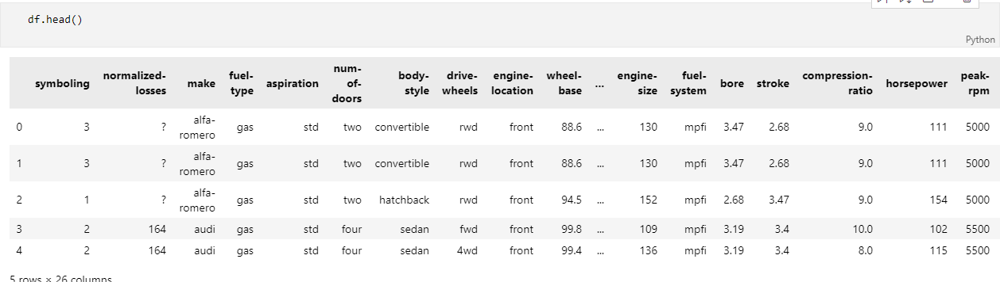 df.head()
Python
symboling normalized-losses make fuel-type aspiration num-of-doors body-style drive-wheels engine-location wheel-base ... engine-size fuel-system bore stroke compression-ratio horsepower peak-rpm
0 3 ? alfa-romero gas std two convertible rwd front 88.6 ... 130 mpfi 3.47 2.68 9.0 111 5000
1 3 ? alfa-romero gas std two convertible rwd front 88.6 ... 130 mpfi 3.47 2.68 9.0 111 5000
2 1 ? alfa-romero gas std two hatchback rwd front 94.5 ... 152 mpfi 2.68 3.47 9.0 154 5000
3 2 164 audi gas std four sedan fwd front 99.8 ... 109 mpfi 3.19 3.4 10.0 102 5500
4 2 164 audi gas std four sedan 4wd front 99.4 ... 136 mpfi 3.19 3.4 8.0 115 5500
5 rows × 26 columns